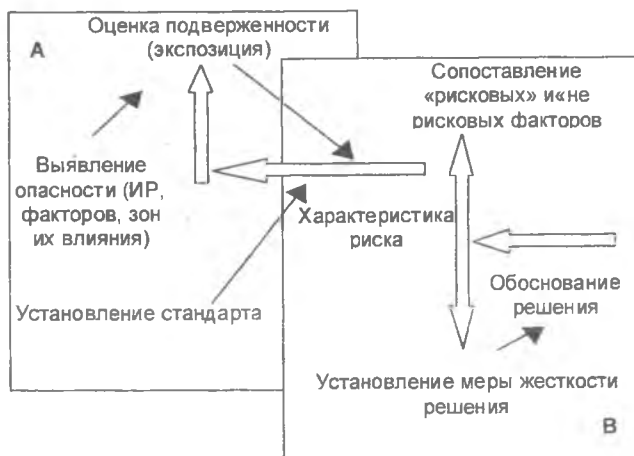 А
Оценка подверженности
(экспозиция)
Выявление
опасности (ИР,
факторов, зон
их влияния)
Установление стандарта
Сопоставление
«рисковых» и«не
рисковых факторов
Характеристика
риска
Обоснование
решения
Установление меры жесткости
решения
В